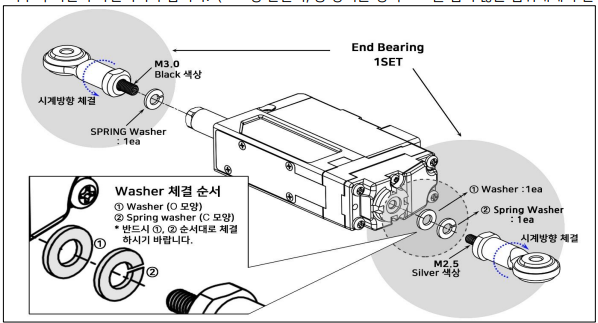 End Bearing
1SET
M3.0
Black 색상
시계방향 체결
SPRING Washer
: 1ea
Washer 체결 순서
① Washer (O 모양)
② Spring washer (C 모양)
* 반드시 ①, ② 순서대로 체결
하시기 바랍니다.
①
②
① Washer :1ea
② Spring Washer
: 1ea
시계방향 체결
M2.5
Silver 색상